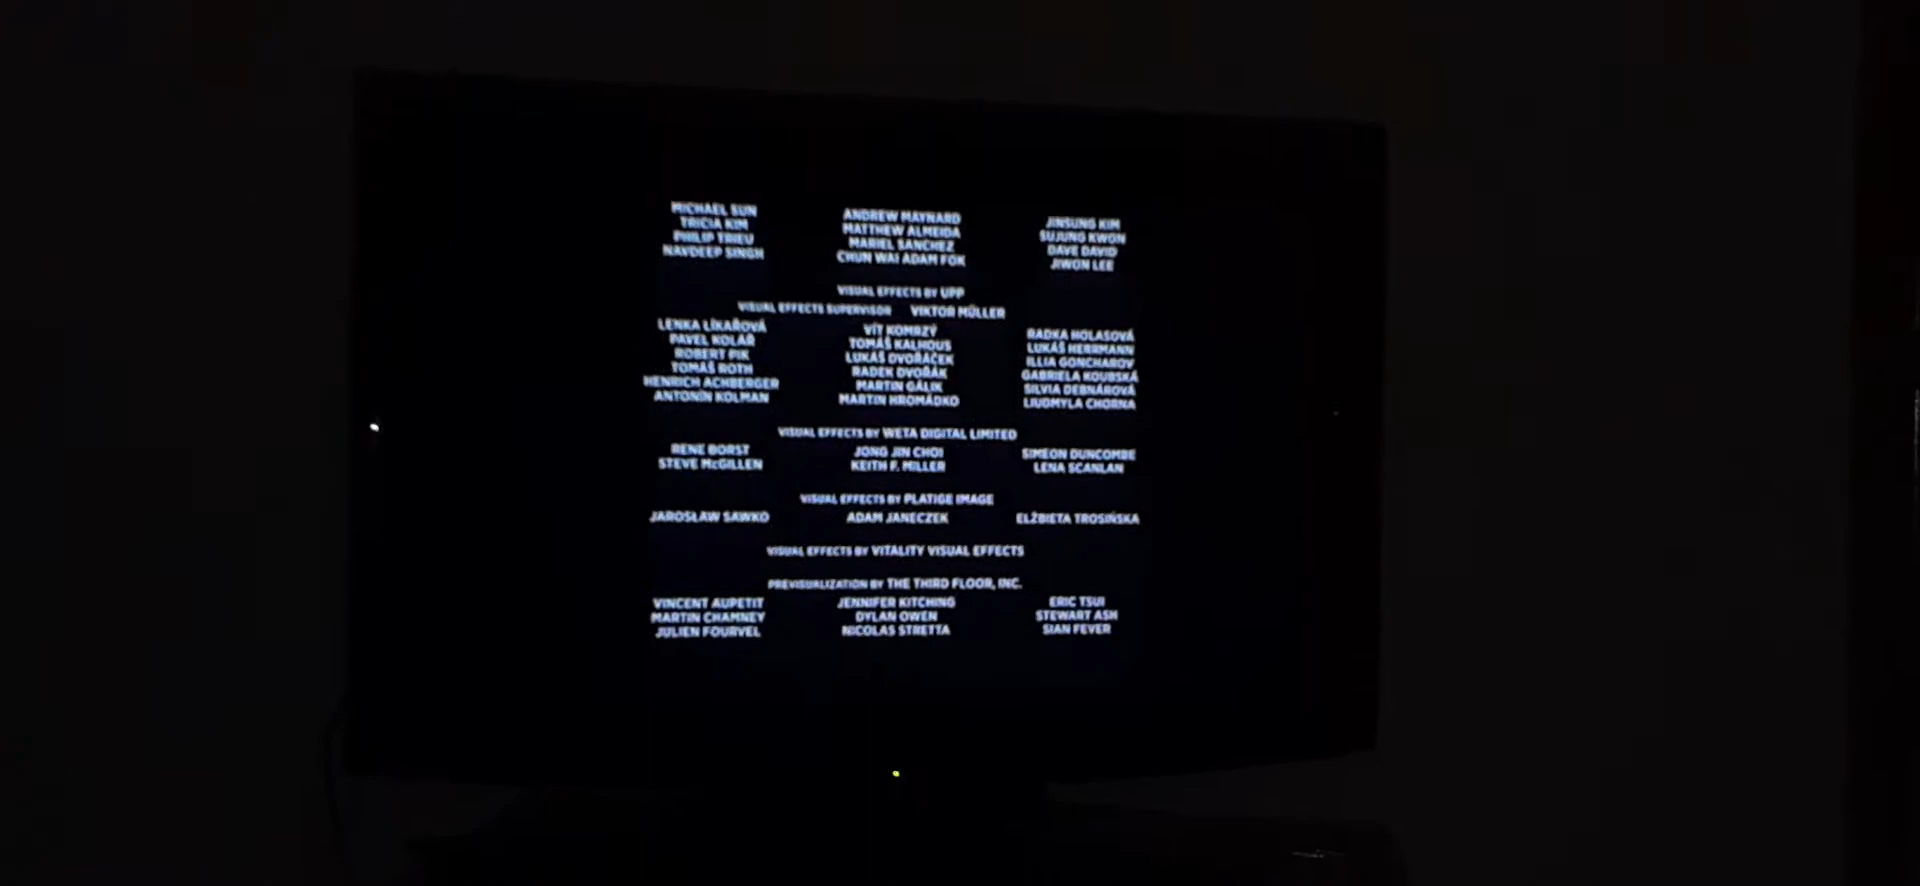 MICHAEL SUN ANDREW MAYNARD JINSUNG KIM
TRICIA KIM MATTHEW ALMEIDA SUJUNG KWON
PHILIP TRIEU MARIEL SANCHEZ DAVE DAVID
NAVDEEP SINGH CHUN WAI ADAM FOK JIWON LEE
VISUAL EFFECTS BY UPP
VISUAL EFFECTS SUPERVISOR VIKTOR MÜLLER
LENKA LÍKAŘOVÁ VÍT KOMRZÝ RADKA HOLASOVÁ
PAVEL KOLÁŘ TOMÁŠ KALHOUS LUKÁŠ HERRMANN
ROBERT PIK LUKÁŠ DVOŘÁČEK ILLIA GONCHAROV
TOMÁŠ ROTH RADEK DVOŘÁK GABRIELA KOUBSKÁ
HENRICH ACHBERGER MARTIN GÁLIK SILVIA DEBNÁROVÁ
ANTONÍN KOLMAN MARTIN HROMÁDKO LIUDMYLA CHORNA
VISUAL EFFECTS BY WETA DIGITAL LIMITED
RENE BORST JONG JIN CHOI SIMEON DUNCOMBE
STEVE McGILLEN KEITH F. MILLER LENA SCANLAN
VISUAL EFFECTS BY PLATIGE IMAGE
JAROSŁAW SAWKO ADAM JANECZEK ELŻBIETA TROSIŃSKA
VISUAL EFFECTS BY VITALITY VISUAL EFFECTS
PREVISUALIZATION BY THE THIRD FLOOR, INC.
VINCENT AUPETIT JENNIFER KITCHING ERIC TSUI
MARTIN CHAMNEY DYLAN OWEN STEWART ASH
JULIEN FOURVEL NICOLAS STRETTA SIAN FEVER